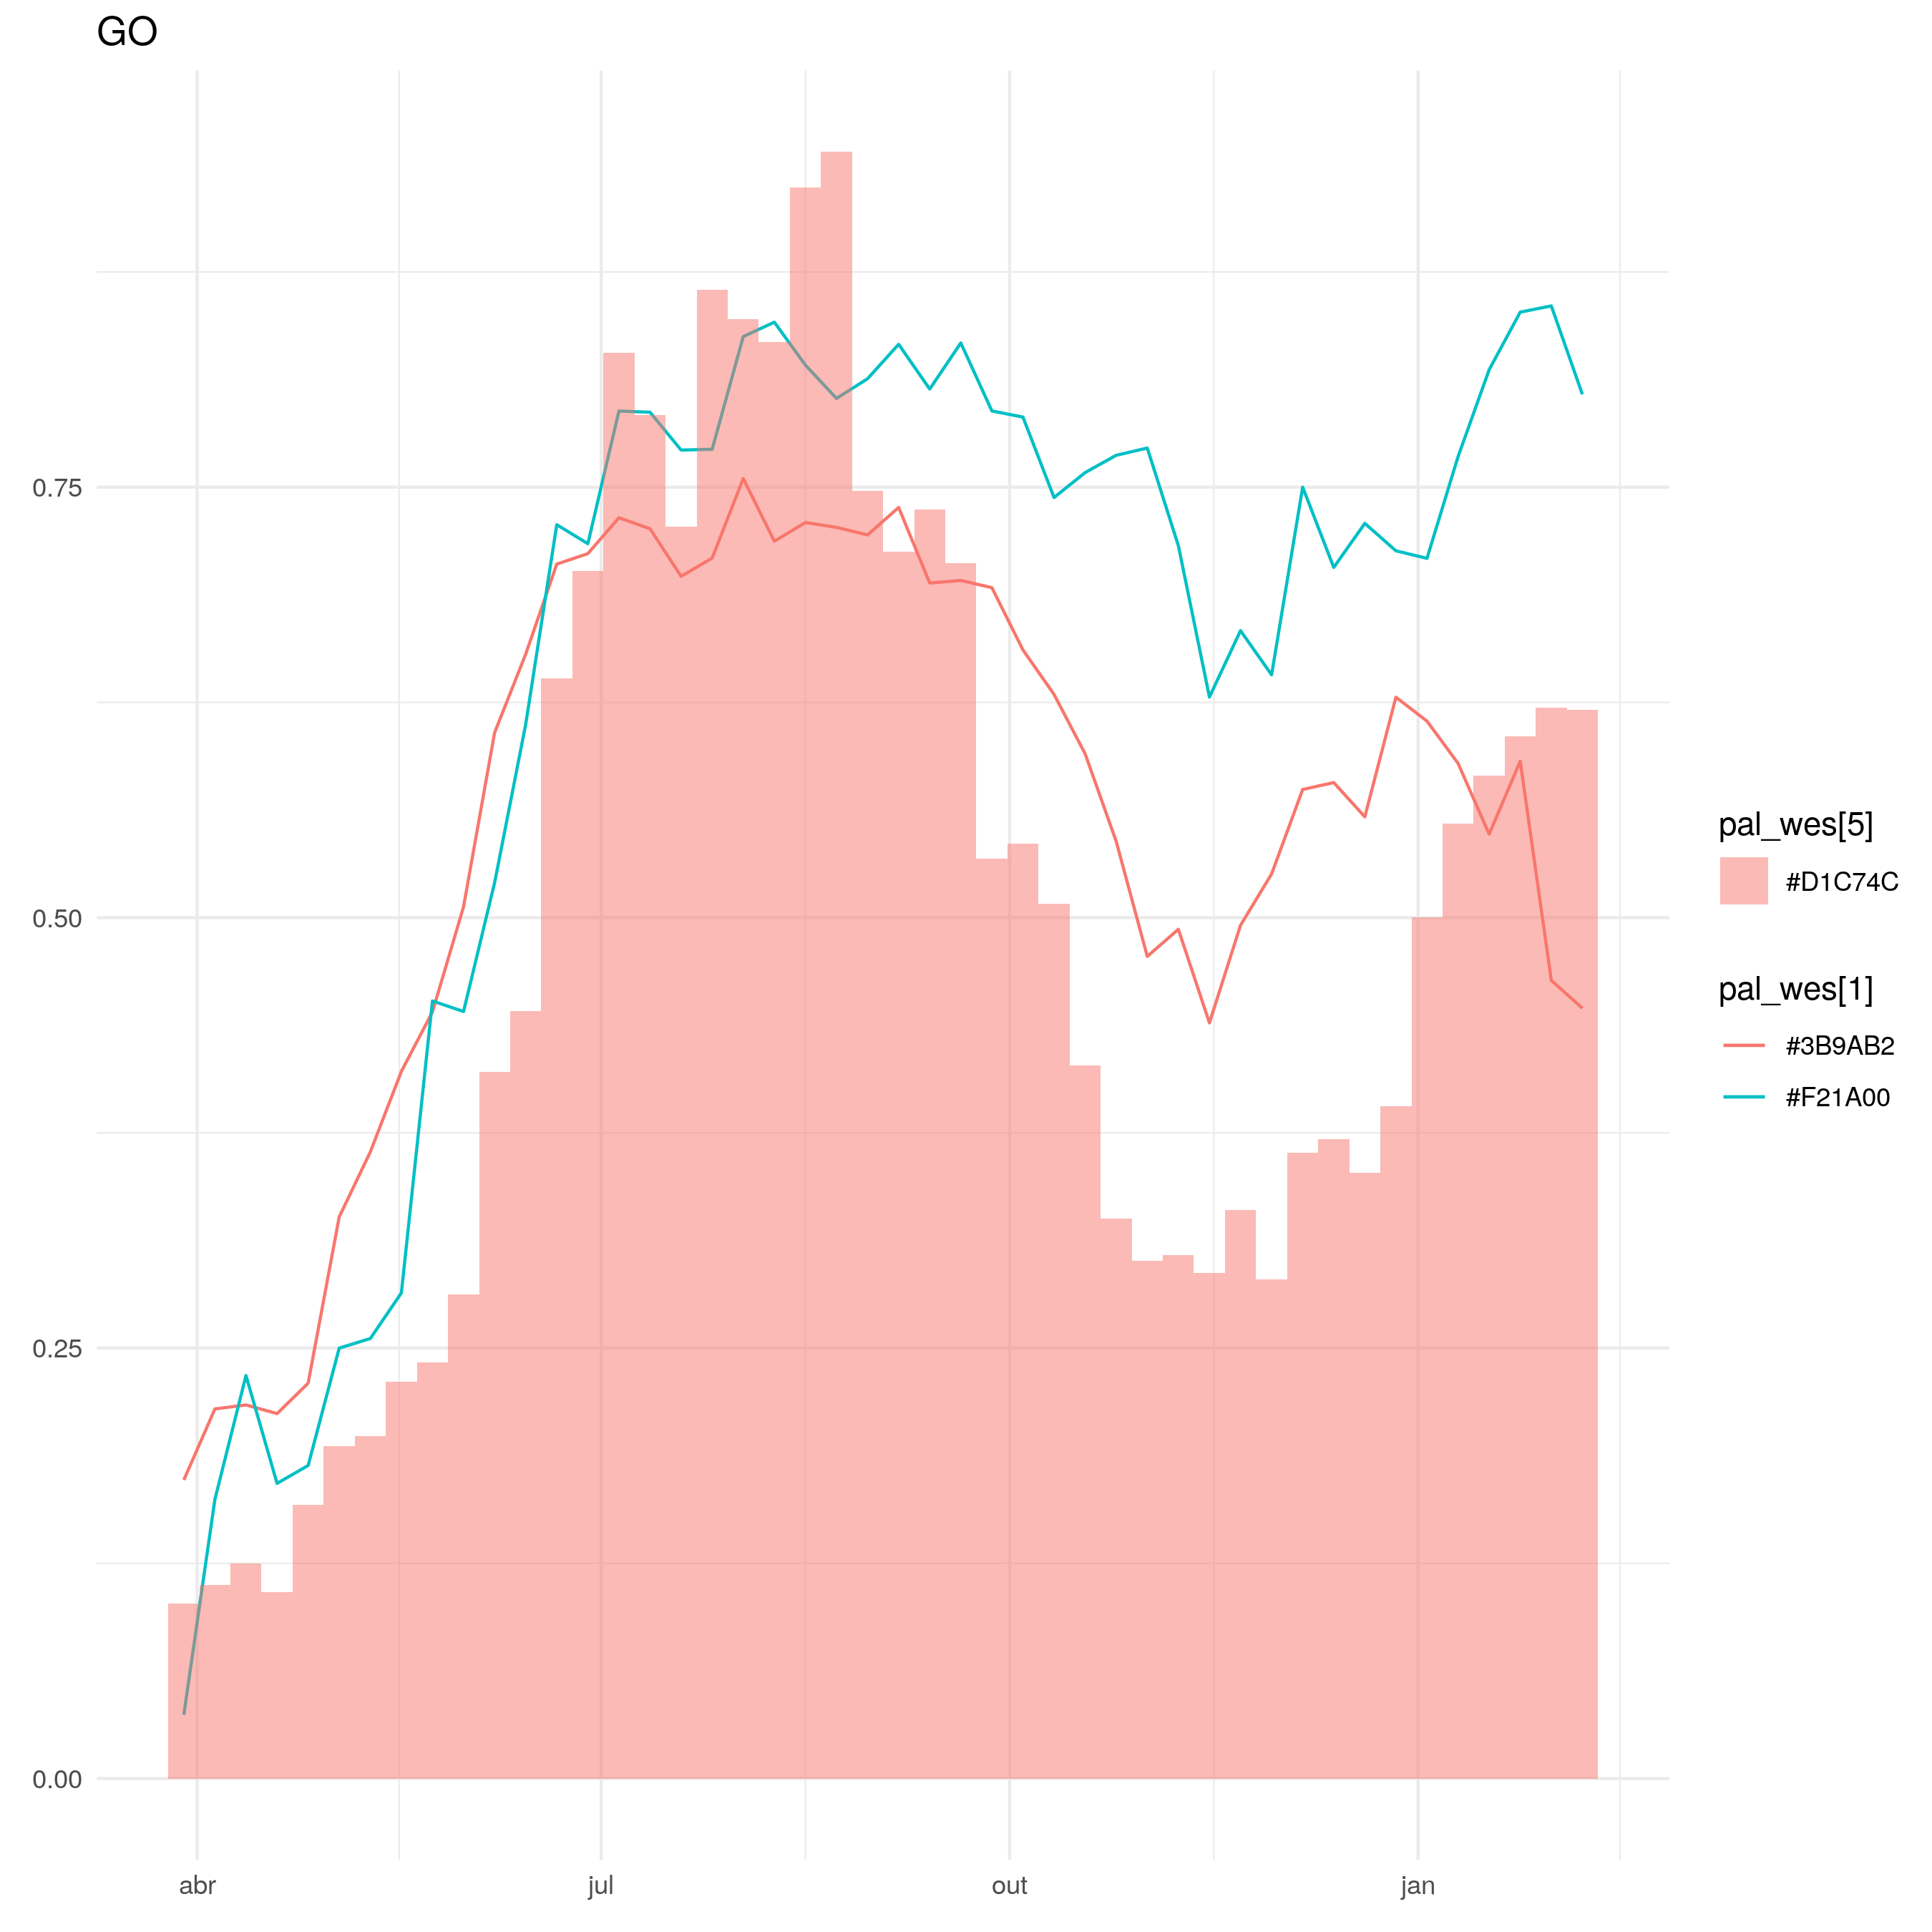 GO
0.75
0.50
0.25
0.00
abr
jul
out
jan
pal_wes[5]
#D1C74C
pal_wes[1]
#3B9AB2
#F21A00